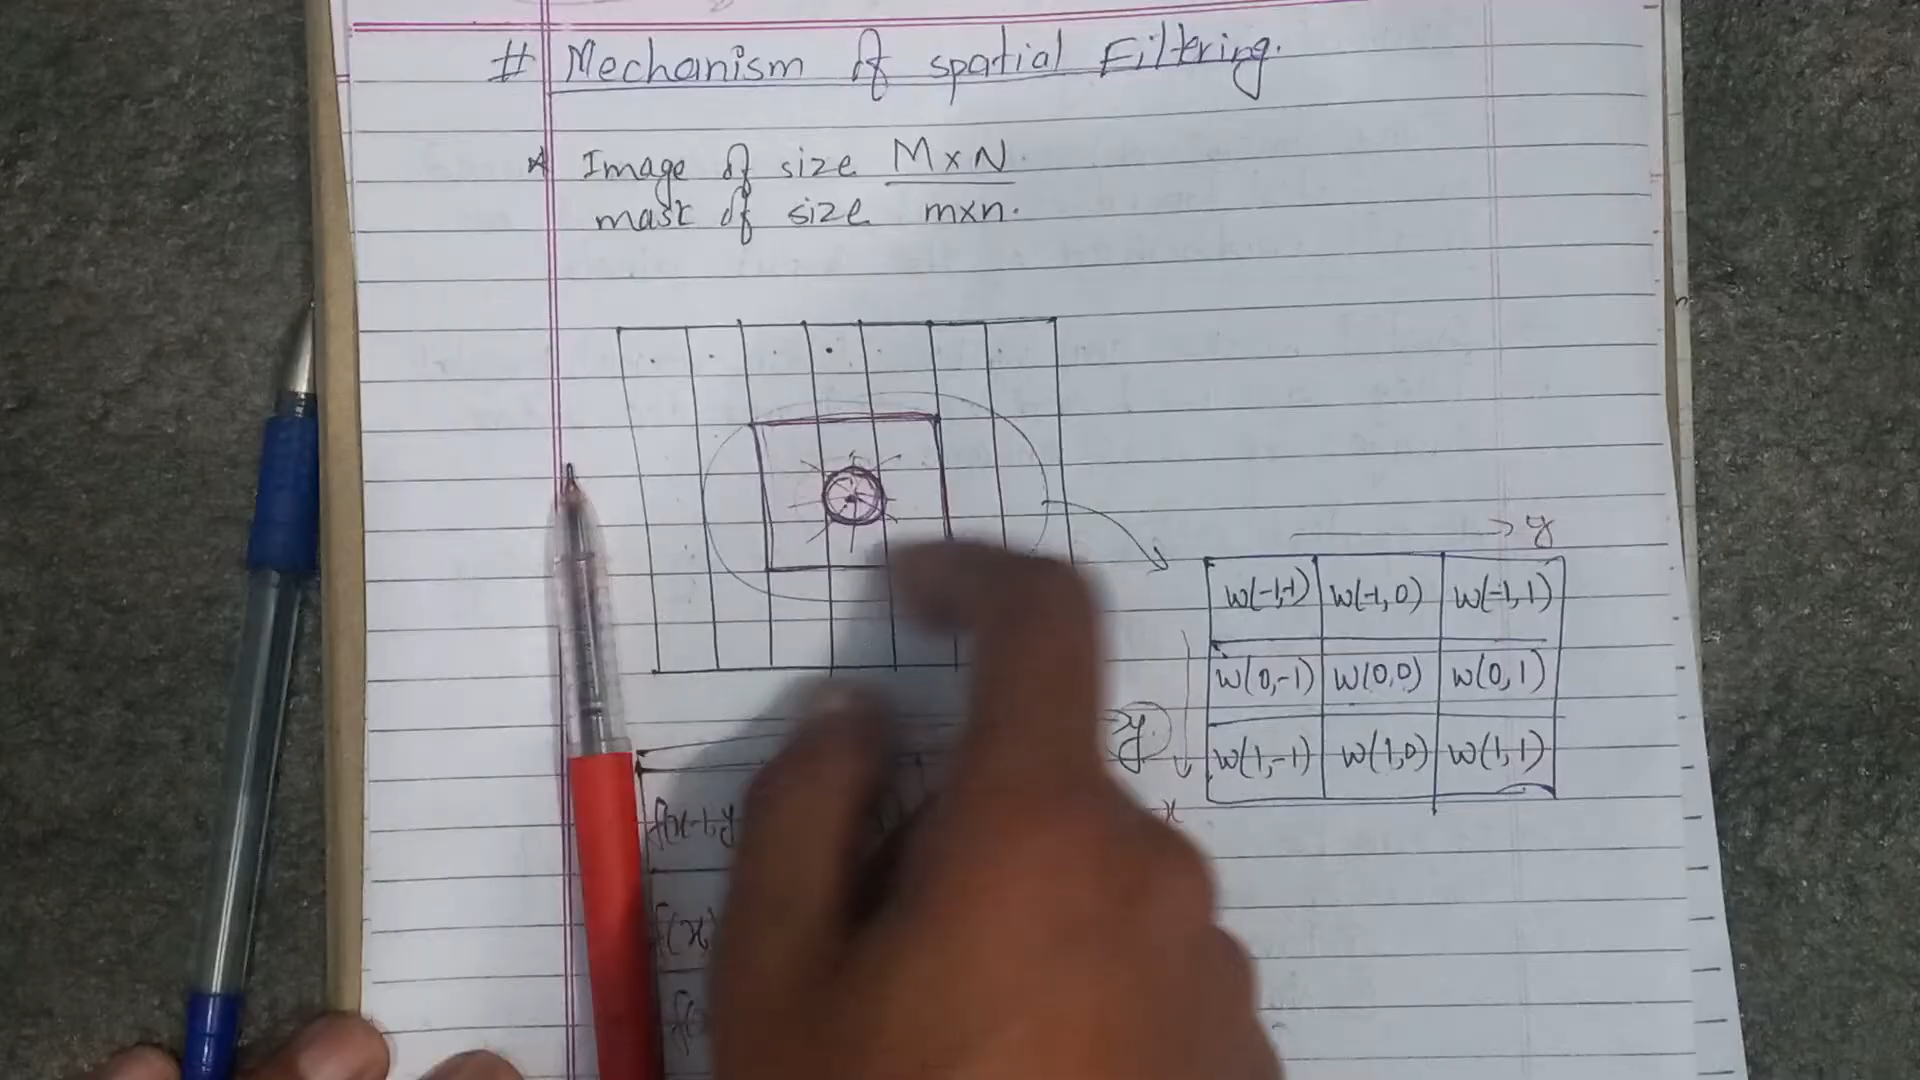 # Mechanism of spatial Filtering.
* Image of size M×N.
mask of size m×n.
→ y
w(-1,-1) w(-1,0) w(-1,1)
w(0,-1) w(0,0) w(0,1)
w(1,-1) w(1,0) w(1,1)
→y.
x
f(x-1,y
f(x